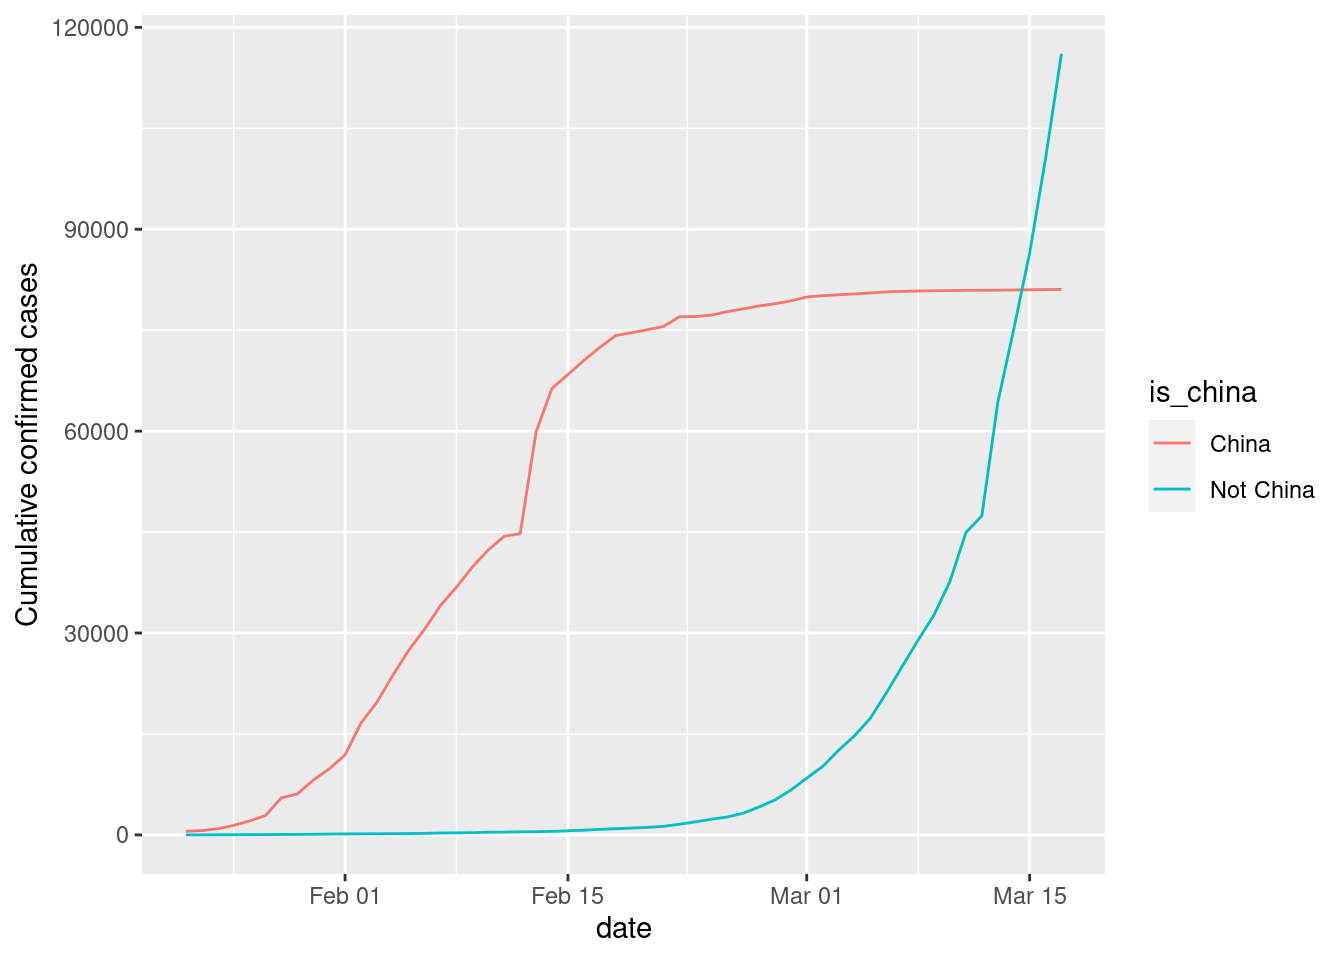 120000
90000
60000
30000
0
Cumulative confirmed cases
Feb 01
Feb 15
Mar 01
Mar 15
date
is_china
China
Not China